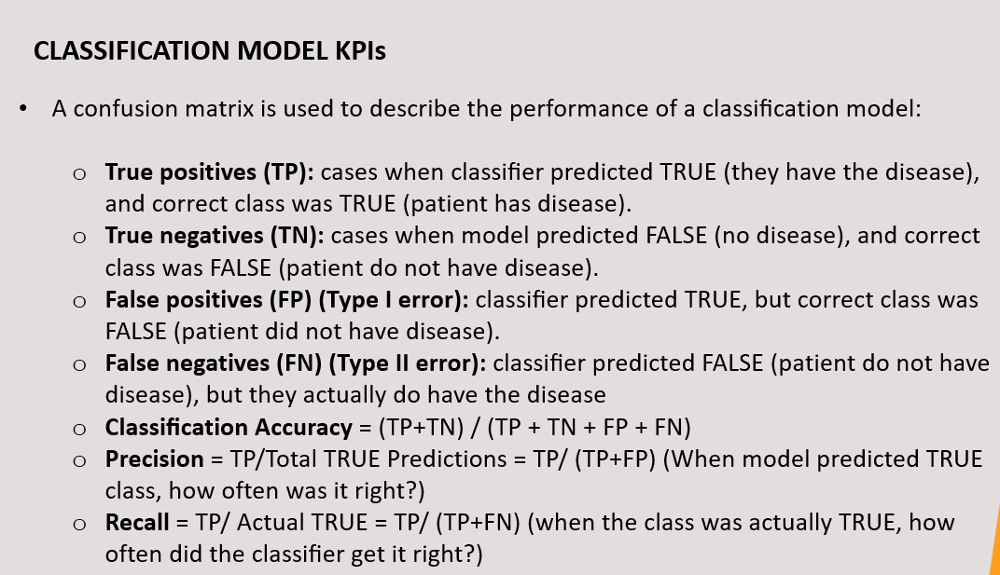 CLASSIFICATION MODEL KPIs
• A confusion matrix is used to describe the performance of a classification model:
o True positives (TP): cases when classifier predicted TRUE (they have the disease),
and correct class was TRUE (patient has disease).
o True negatives (TN): cases when model predicted FALSE (no disease), and correct
class was FALSE (patient do not have disease).
o False positives (FP) (Type I error): classifier predicted TRUE, but correct class was
FALSE (patient did not have disease).
o False negatives (FN) (Type II error): classifier predicted FALSE (patient do not have
disease), but they actually do have the disease
o Classification Accuracy = (TP+TN) / (TP + TN + FP + FN)
o Precision = TP/Total TRUE Predictions = TP/ (TP+FP) (When model predicted TRUE
class, how often was it right?)
o Recall = TP/ Actual TRUE = TP/ (TP+FN) (when the class was actually TRUE, how
often did the classifier get it right?)